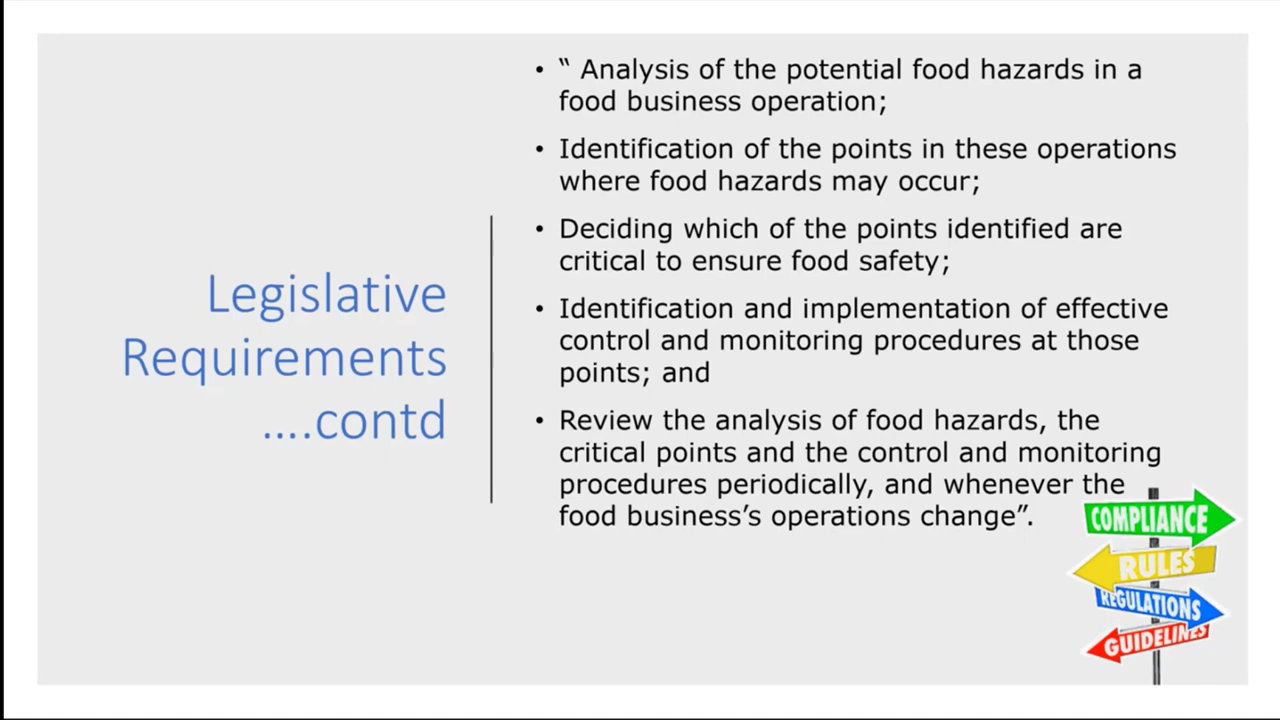 Legislative
Requirements
....contd
• “ Analysis of the potential food hazards in a
food business operation;
• Identification of the points in these operations
where food hazards may occur;
• Deciding which of the points identified are
critical to ensure food safety;
• Identification and implementation of effective
control and monitoring procedures at those
points; and
• Review the analysis of food hazards, the
critical points and the control and monitoring
procedures periodically, and whenever the
food business’s operations change”.
COMPLIANCE
RULES
REGULATIONS
GUIDELINES